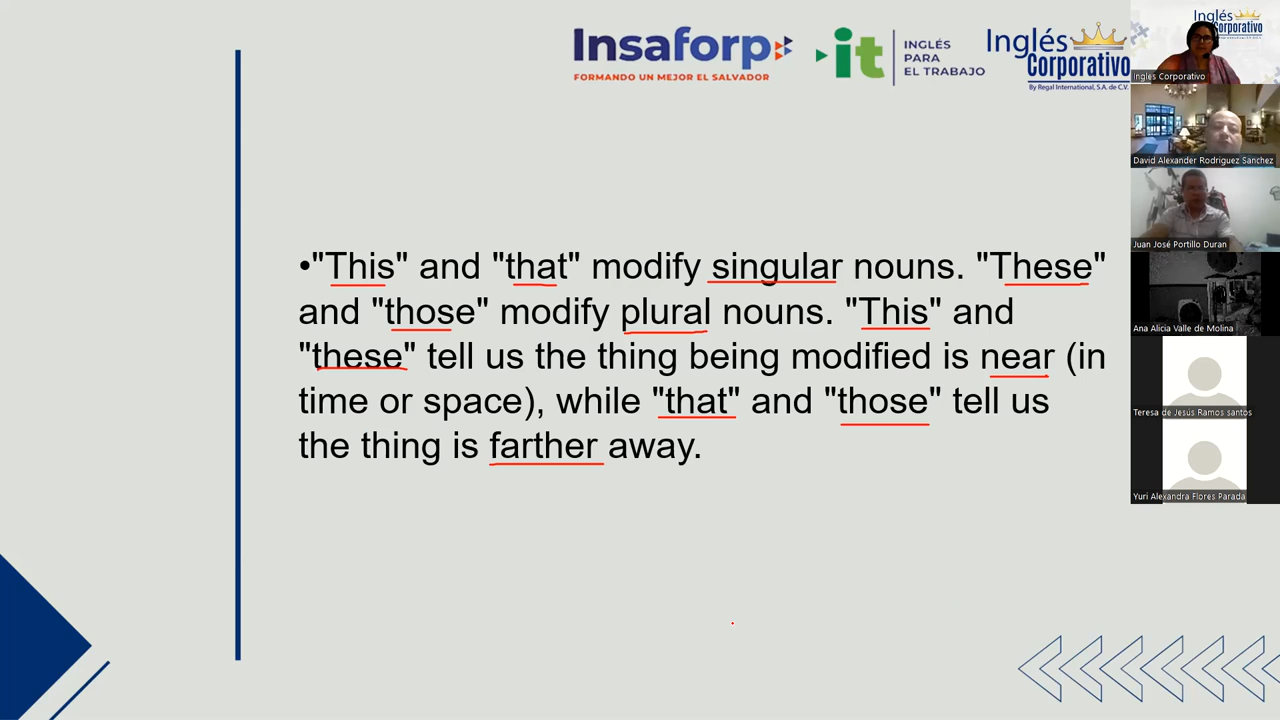 Insaforp
FORMANDO UN MEJOR EL SALVADOR
it
INGLÉS
PARA
EL TRABAJO
Inglés
Corporativo
By Regal International, S.A. de C.V.
•"This" and "that" modify singular nouns. "These"
and "those" modify plural nouns. "This" and
"these" tell us the thing being modified is near (in
time or space), while "that" and "those" tell us
the thing is farther away.
Inglés
Corporativo
Ingles Corporativo
David Alexander Rodriguez Sanchez
Juan José Portillo Duran
Ana Alicia Valle de Molina
Teresa de Jesús Ramos santos
Yuri Alexandra Flores Parada